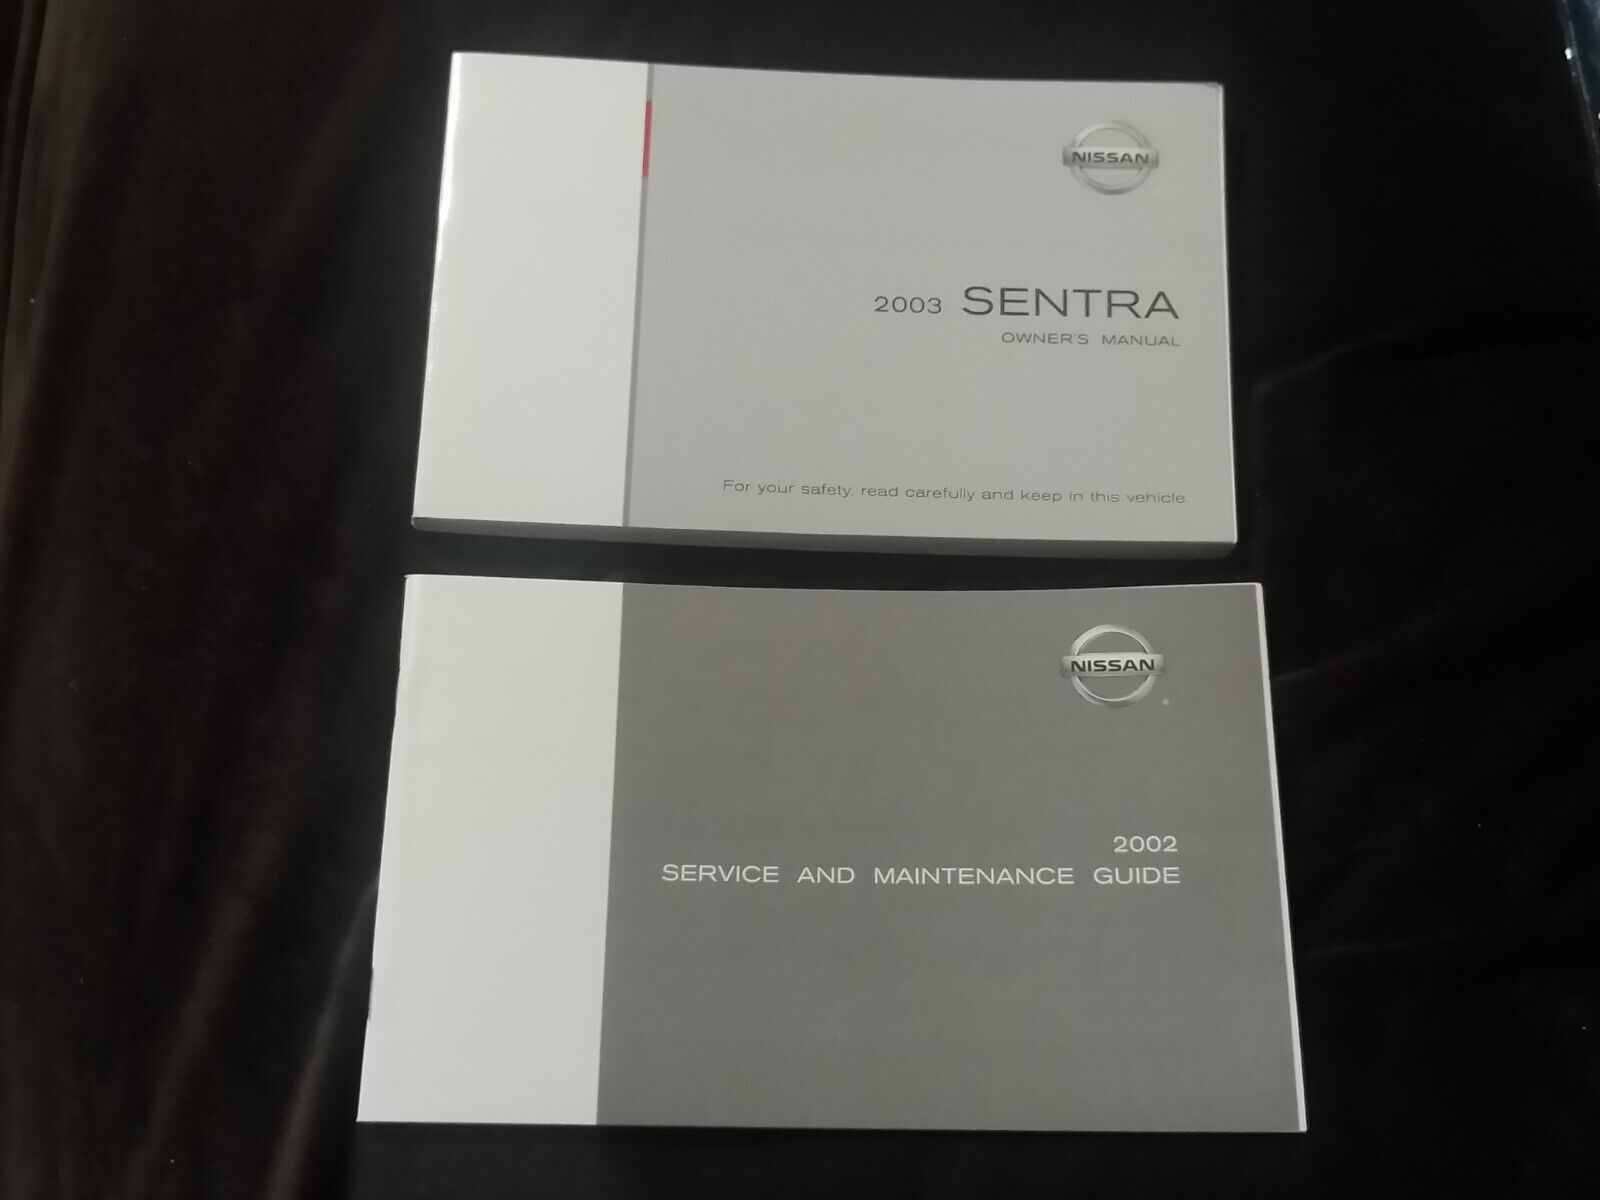 NISSAN
2003 SENTRA
OWNER'S MANUAL
For your safety, read carefully and keep in this vehicle.
NISSAN
®
2002
SERVICE AND MAINTENANCE GUIDE